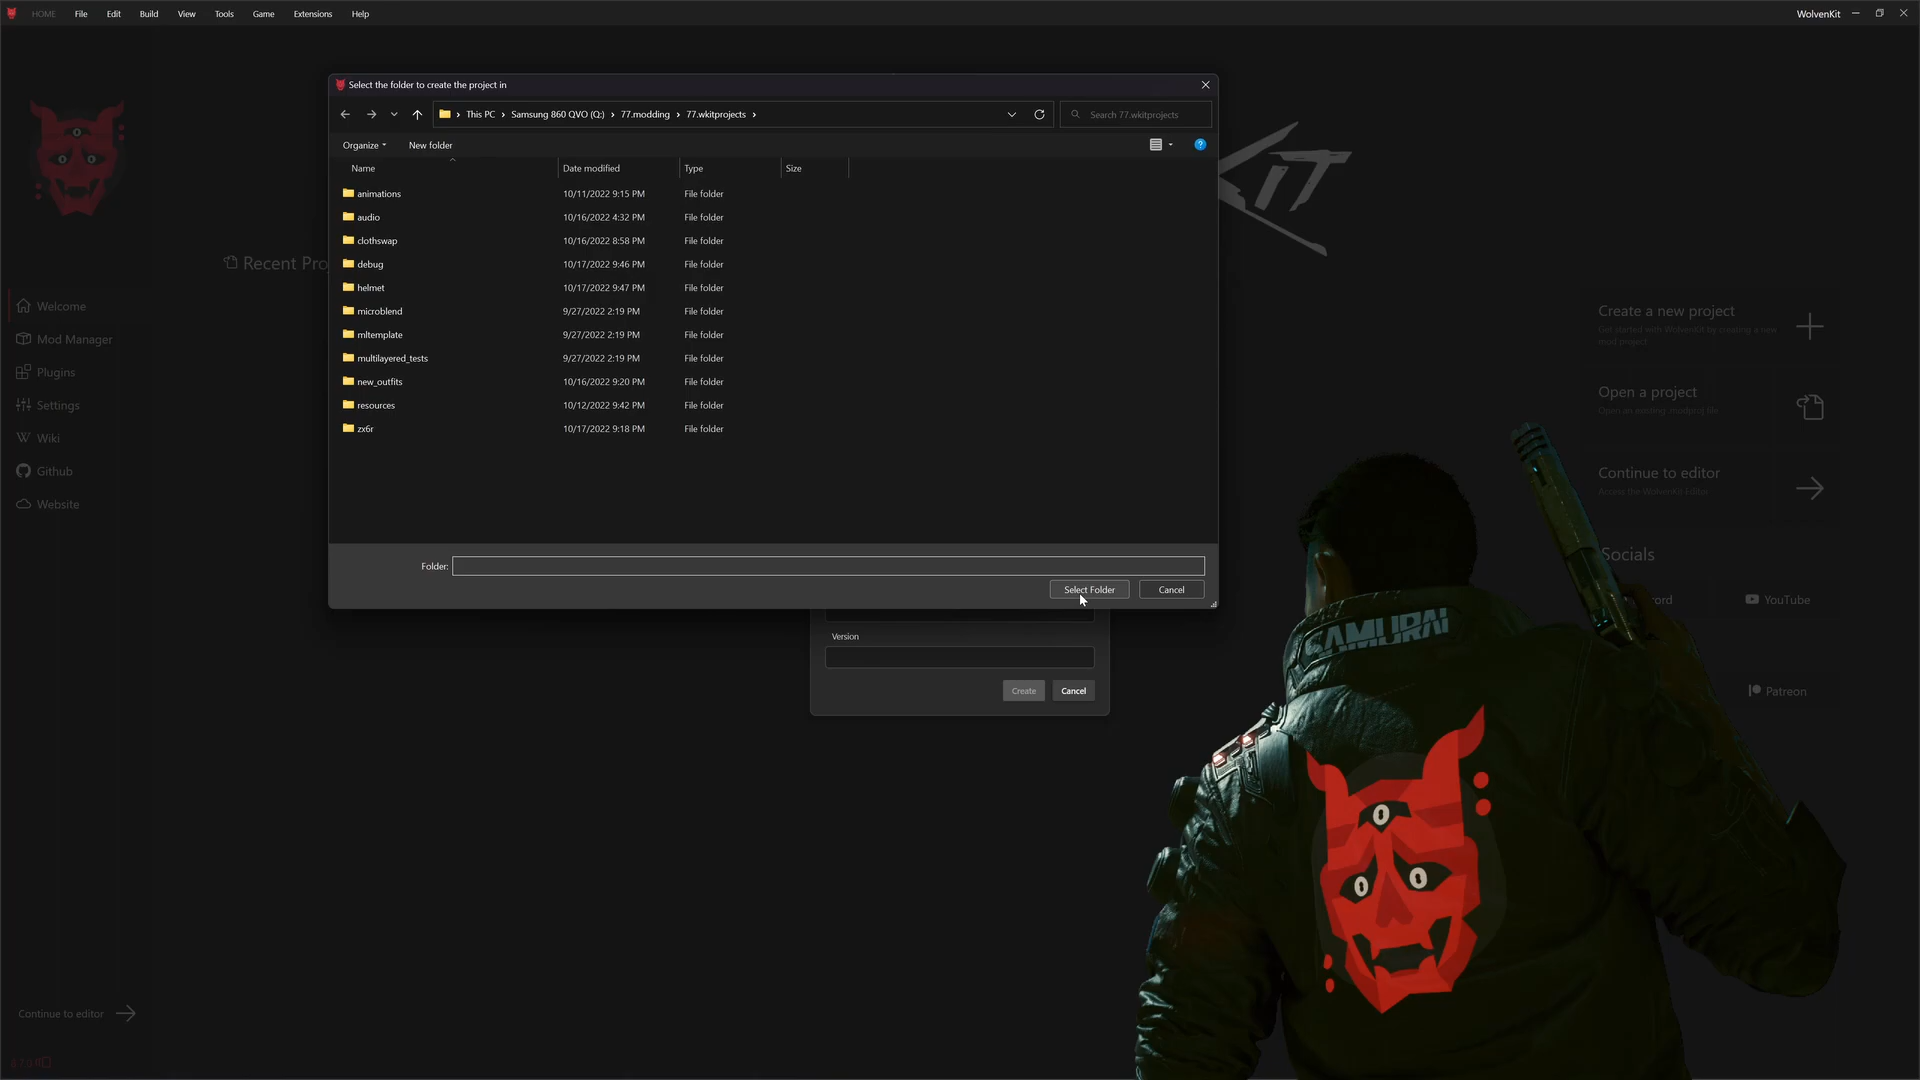 HOME File Edit Build View Tools Game Extensions Help WolvenKit
Select the folder to create the project in
This PC > Samsung 860 QVO (Q:) > 77.modding > 77.wkitprojects >
Search 77.wkitprojects
Organize New folder
Name Date modified Type Size
animations 10/11/2022 9:15 PM File folder
audio 10/16/2022 4:32 PM File folder
clothswap 10/16/2022 8:58 PM File folder
debug 10/17/2022 9:46 PM File folder
helmet 10/17/2022 9:47 PM File folder
microblend 9/27/2022 2:19 PM File folder
mltemplate 9/27/2022 2:19 PM File folder
multilayered_tests 9/27/2022 2:19 PM File folder
new_outfits 10/16/2022 9:20 PM File folder
resources 10/12/2022 9:42 PM File folder
zx6r 10/17/2022 9:18 PM File folder
Folder:
Select Folder Cancel
Version
Create Cancel
Recent Pro
Welcome
Mod Manager
Plugins
Settings
Wiki
Github
Website
Continue to editor
KIT
Create a new project
Get started with WolvenKit by creating a new
mod project
Open a project
Open an existing .modproj file
Continue to editor
Access the WolvenKit Editor
Socials
ord
YouTube
Patreon
SAMURAI